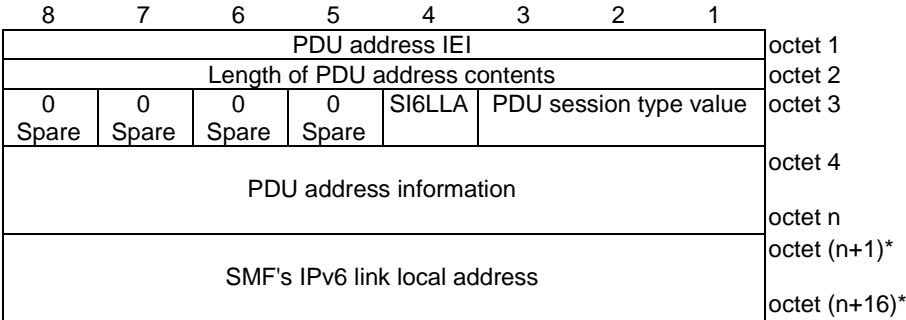 8 7 6 5 4 3 2 1
PDU address IEI octet 1
Length of PDU address contents octet 2
0 0 0 0 SI6LLA PDU session type value octet 3
Spare Spare Spare Spare
octet 4
PDU address information
octet n
octet (n+1)*
SMF's IPv6 link local address
octet (n+16)*